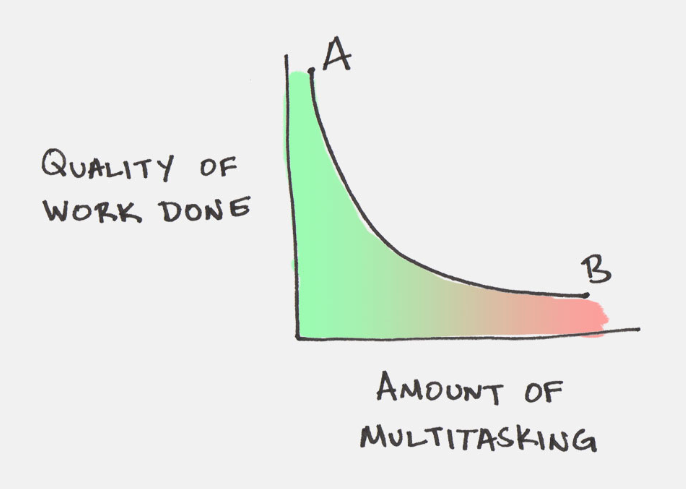 A
QUALITY OF
WORK DONE
B
AMOUNT OF
MULTITASKING